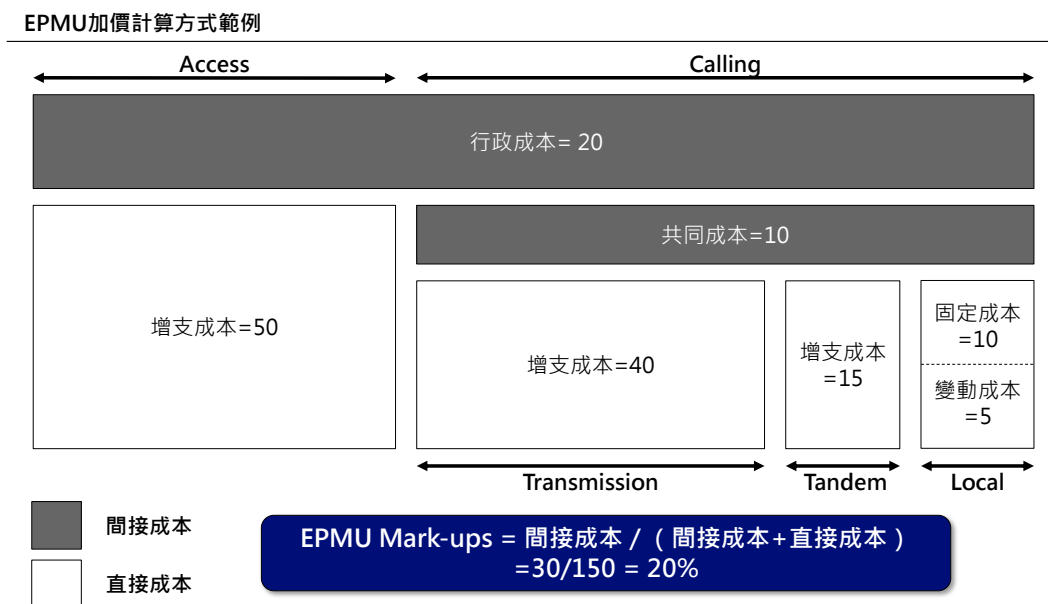 EPMU加價計算方式範例
Access
Calling
行政成本= 20
共同成本=10
增支成本=50
增支成本=40
增支成本
=15
固定成本
=10
變動成本
=5
Transmission
Tandem
Local
間接成本
直接成本
EPMU Mark-ups = 間接成本 / （間接成本+直接成本）
=30/150 = 20%